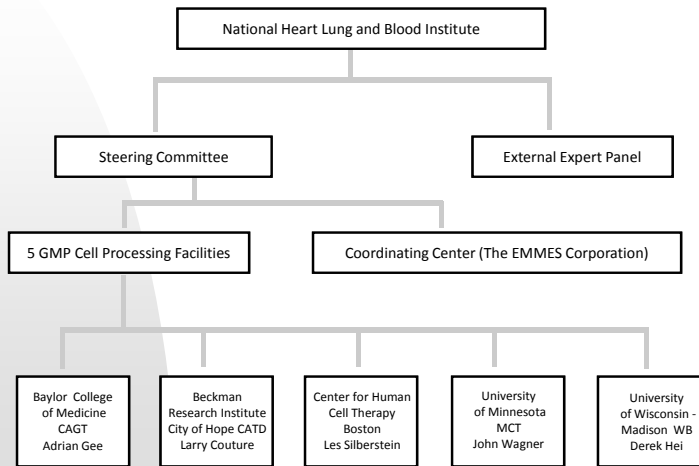 National Heart Lung and Blood Institute
Steering Committee
External Expert Panel
5 GMP Cell Processing Facilities
Coordinating Center (The EMMES Corporation)
Baylor College
of Medicine
CAGT
Adrian Gee
Beckman
Research Institute
City of Hope CATD
Larry Couture
Center for Human
Cell Therapy
Boston
Les Silberstein
University
of Minnesota
MCT
John Wagner
University
of Wisconsin -
Madison WB
Derek Hei